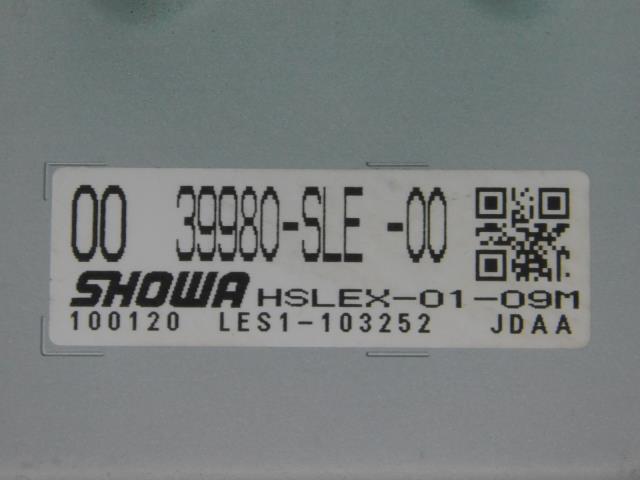 00 39980-SLE -00
SHOWA HSLEX-01-09M
100120 LES1-103252 JDAA